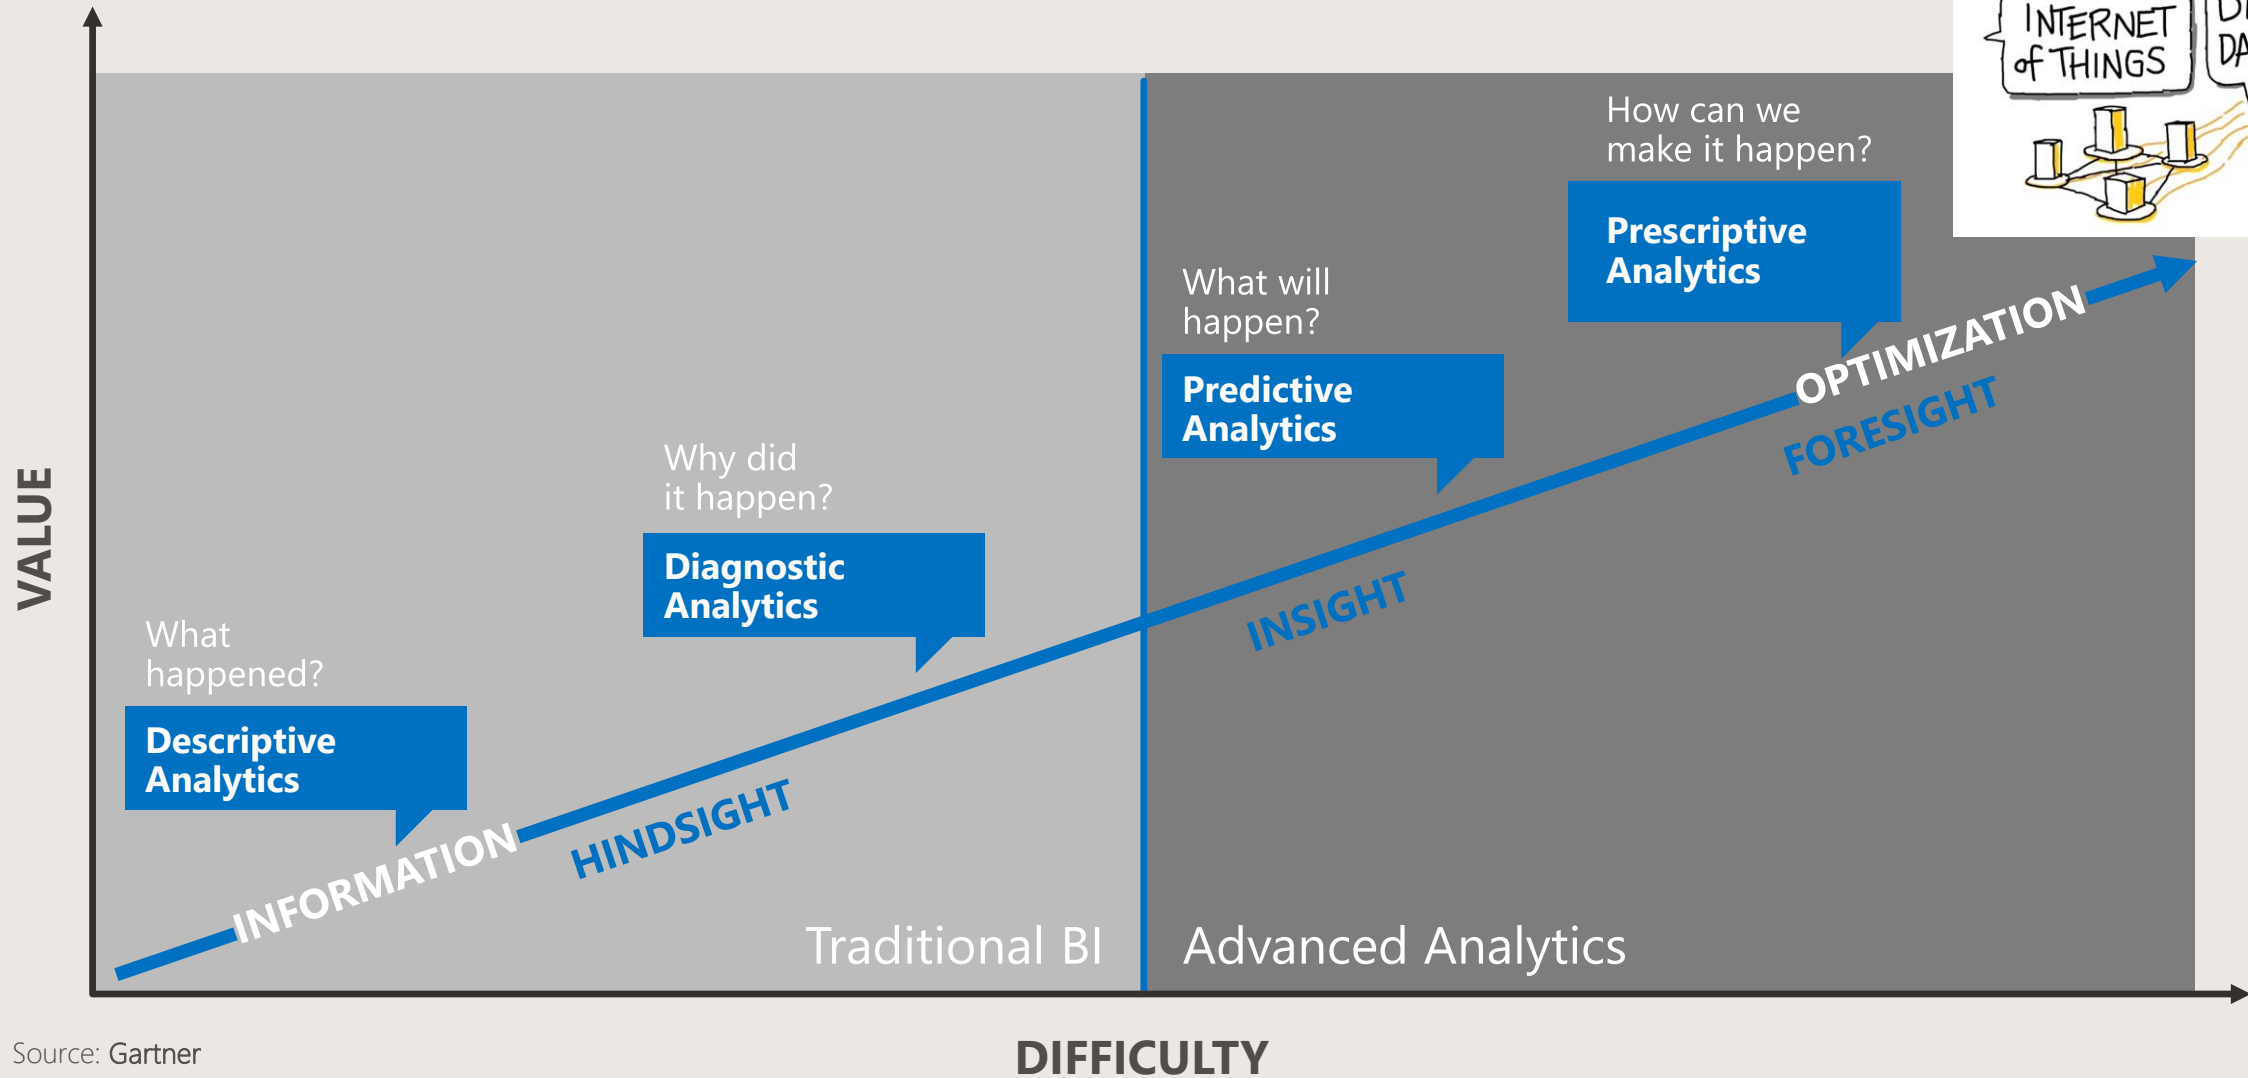 INTERNET
of THINGS
How can we
make it happen?
Prescriptive
Analytics
What will
happen?
Predictive
Analytics
OPTIMIZATION
FORESIGHT
Why did
it happen?
Diagnostic
Analytics
INSIGHT
VALUE
What
happened?
Descriptive
Analytics
INFORMATION
HINDSIGHT
Traditional BI
Advanced Analytics
Source: Gartner
DIFFICULTY